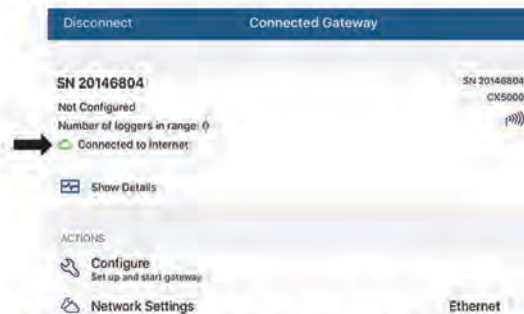 Disconnect Connected Gateway
SN 20146804 SN 20146804
Not Configured CX5000
Number of loggers in range: 0
Connected to Internet
Show Details
ACTIONS
Configure
Set up and start gateway
Network Settings Ethernet